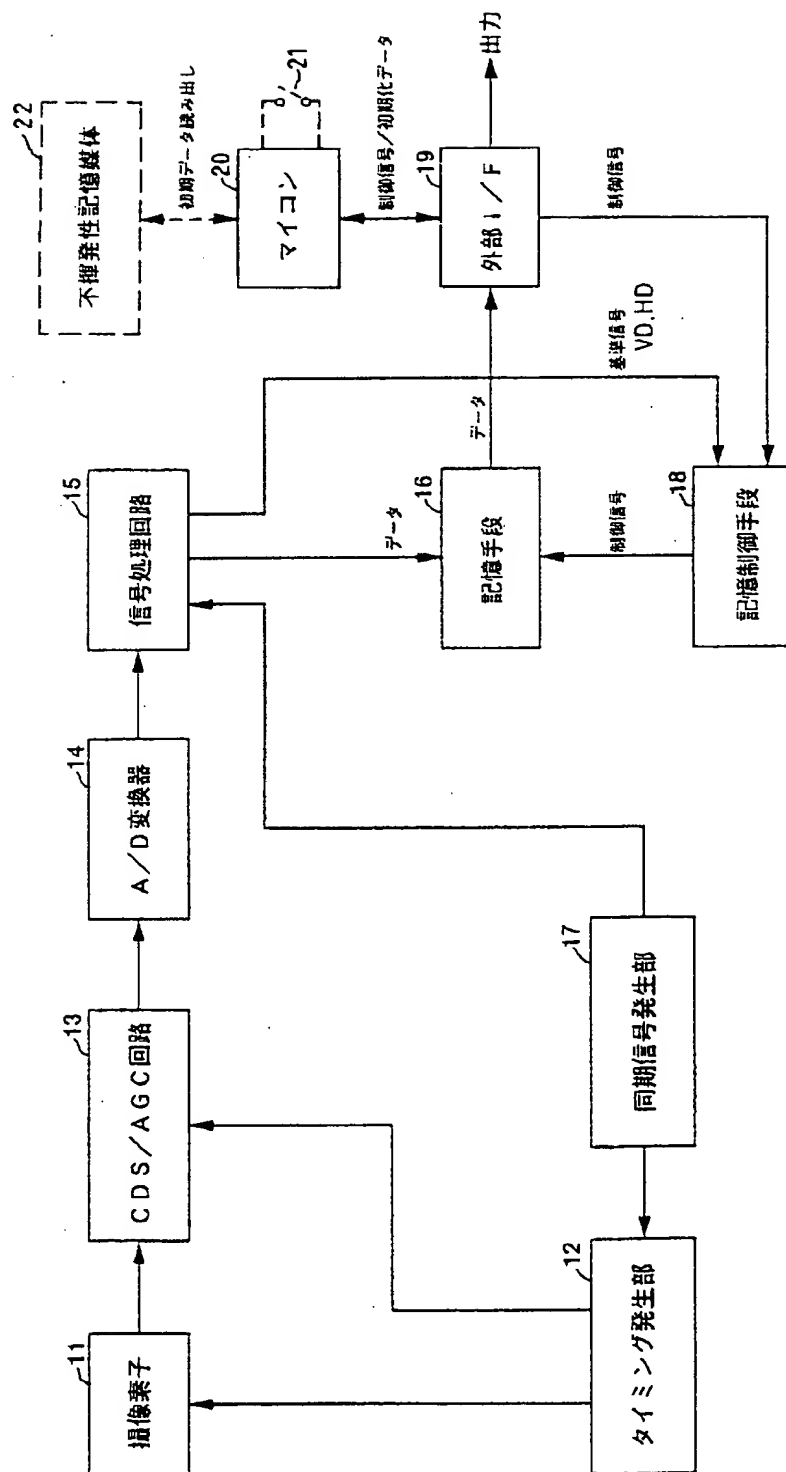 11
撮像素子
13
CDS/AGC回路
14
A/D変換器
15
信号処理回路
22
不揮発性記憶媒体
初期データ読み出し
20
マイコン
21
制御信号/初期化データ
19
外部I/F
出力
データ
データ
16
記憶手段
基準信号
VD.HD
制御信号
制御信号
18
記憶制御手段
17
同期信号発生部
12
タイミング発生部